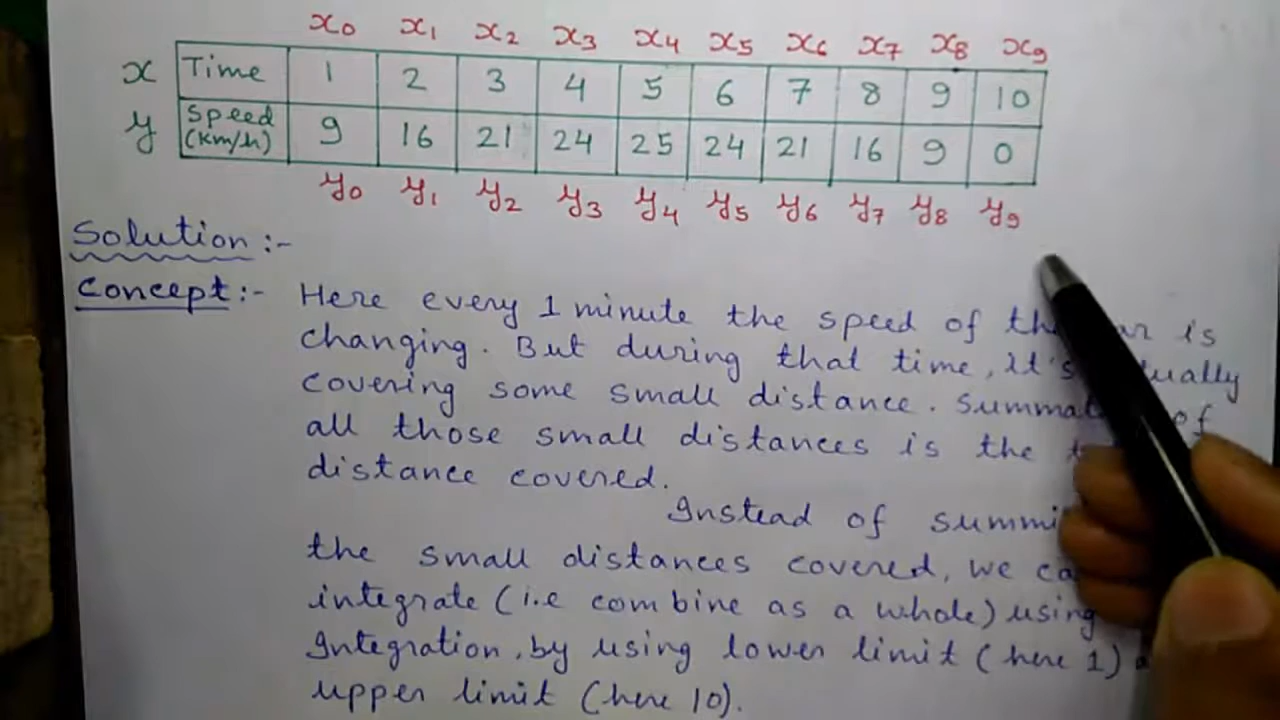 x0 x1 x2 x3 x4 x5 x6 x7 x8 x9
x Time 1 2 3 4 5 6 7 8 9 10
y Speed (Km/h) 9 16 21 24 25 24 21 16 9 0
y0 y1 y2 y3 y4 y5 y6 y7 y8 y9
Solution :-
Concept :- Here every 1 minute the speed of is
changing. But during that time, it's
covering some small distance. of
all those small distances is the
distance covered.
Instead of
the small distances covered, we
integrate (i.e combine as a whole) using
Integration, by using lower limit (here 1)
upper limit (here 10).